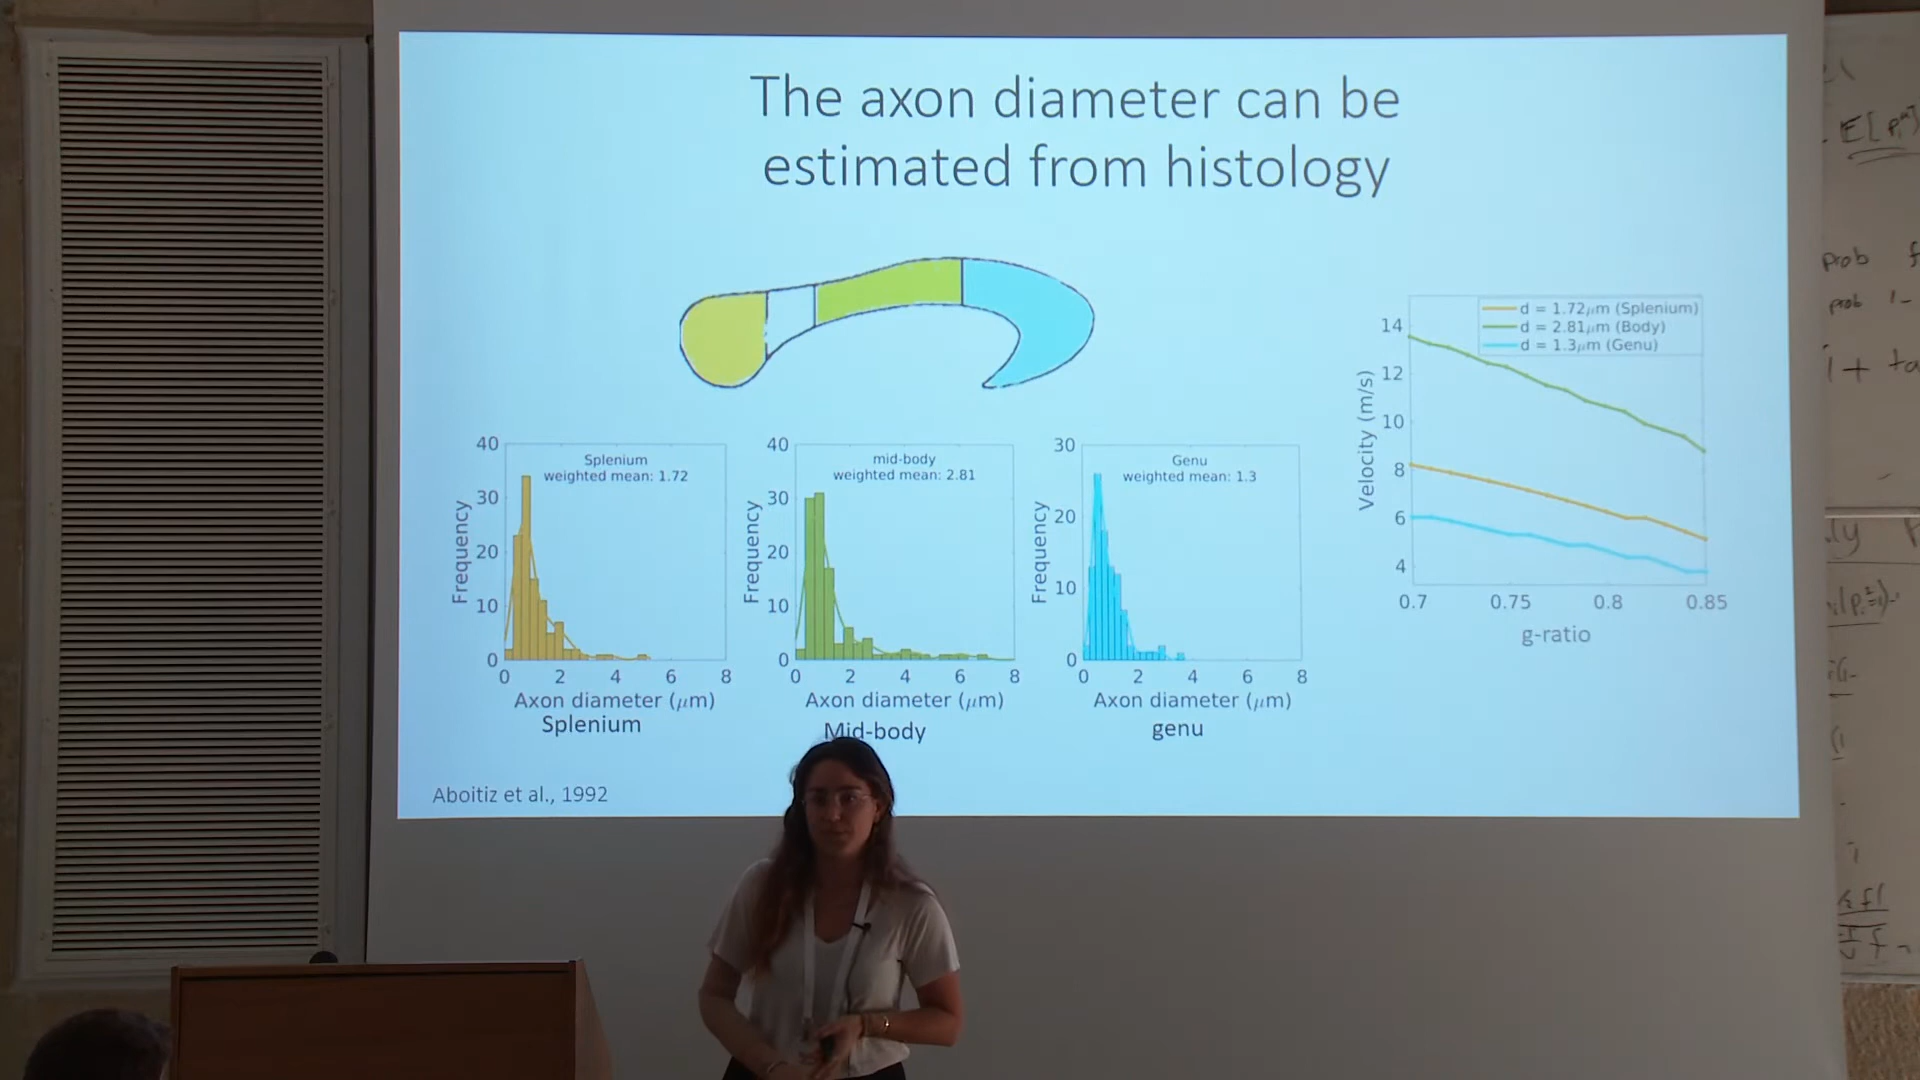 The axon diameter can be
estimated from histology
40
30
20
10
0
Frequency
Splenium
weighted mean: 1.72
0 2 4 6 8
Axon diameter (μm)
Splenium
40
30
20
10
0
Frequency
mid-body
weighted mean: 2.81
0 2 4 6 8
Axon diameter (μm)
Mid-body
30
20
10
0
Frequency
Genu
weighted mean: 1.3
0 2 4 6 8
Axon diameter (μm)
genu
d = 1.72μm (Splenium)
d = 2.81μm (Body)
d = 1.3μm (Genu)
14
12
10
8
6
4
Velocity (m/s)
0.7 0.75 0.8 0.85
g-ratio
Aboitiz et al., 1992
prob
prob 1-